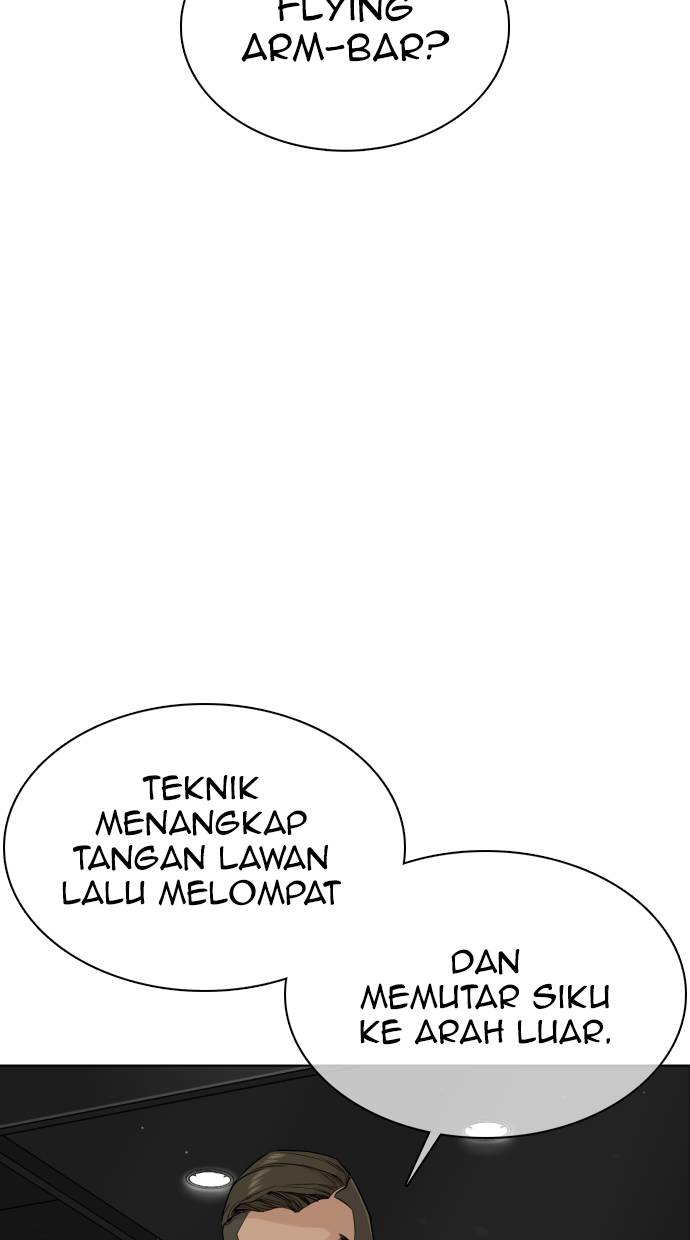 FLYING
ARM-BAR?
TEKNIK
MENANGKAP
TANGAN LAWAN
LALU MELOMPAT
DAN
MEMUTAR SIKU
KE ARAH LUAR.